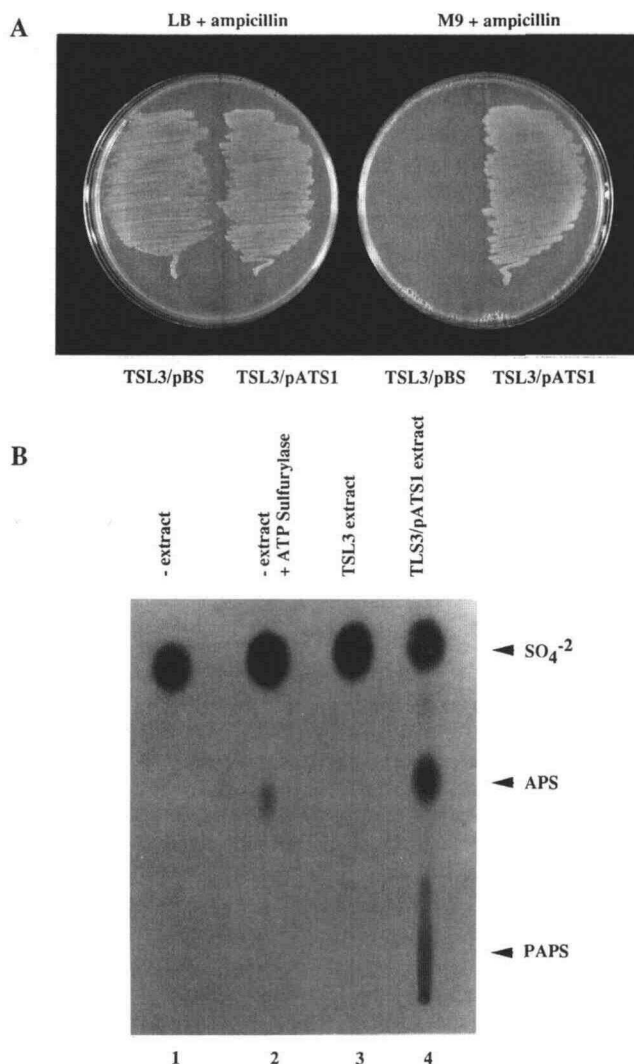 A
LB + ampicillin
M9 + ampicillin
TSL3/pBS
TSL3/pATS1
TSL3/pBS
TSL3/pATS1
B
- extract
- extract
+ ATP Sulfurylase
TSL3 extract
TLS3/pATS1 extract
SO4-2
APS
PAPS
1
2
3
4